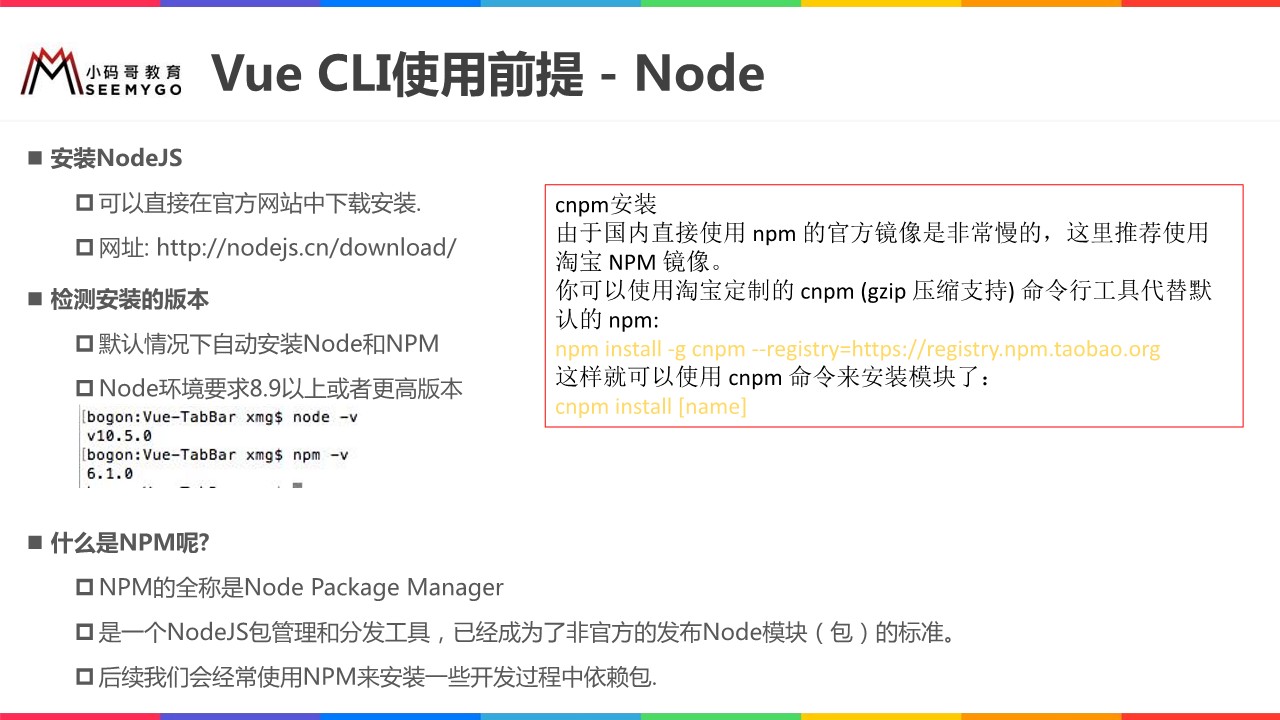 小码哥教育
SEEMYGO
Vue CLI使用前提 - Node
安装NodeJS
可以直接在官方网站中下载安装.
网址: http://nodejs.cn/download/
检测安装的版本
默认情况下自动安装Node和NPM
Node环境要求8.9以上或者更高版本
[bogon:Vue-TabBar xmg$ node -v
v10.5.0
[bogon:Vue-TabBar xmg$ npm -v
6.1.0
cnpm安装
由于国内直接使用 npm 的官方镜像是非常慢的，这里推荐使用
淘宝 NPM 镜像。
你可以使用淘宝定制的 cnpm (gzip 压缩支持) 命令行工具代替默
认的 npm:
npm install -g cnpm --registry=https://registry.npm.taobao.org
这样就可以使用 cnpm 命令来安装模块了：
cnpm install [name]
什么是NPM呢?
NPM的全称是Node Package Manager
是一个NodeJS包管理和分发工具，已经成为了非官方的发布Node模块（包）的标准。
后续我们会经常使用NPM来安装一些开发过程中依赖包.